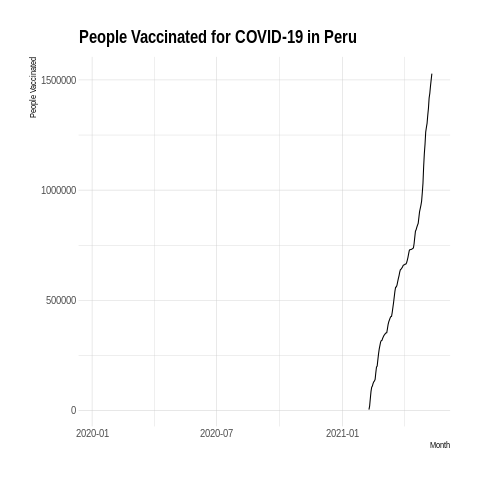 People Vaccinated for COVID-19 in Peru
People Vaccinated
1500000
1000000
500000
0
2020-01
2020-07
2021-01
Month